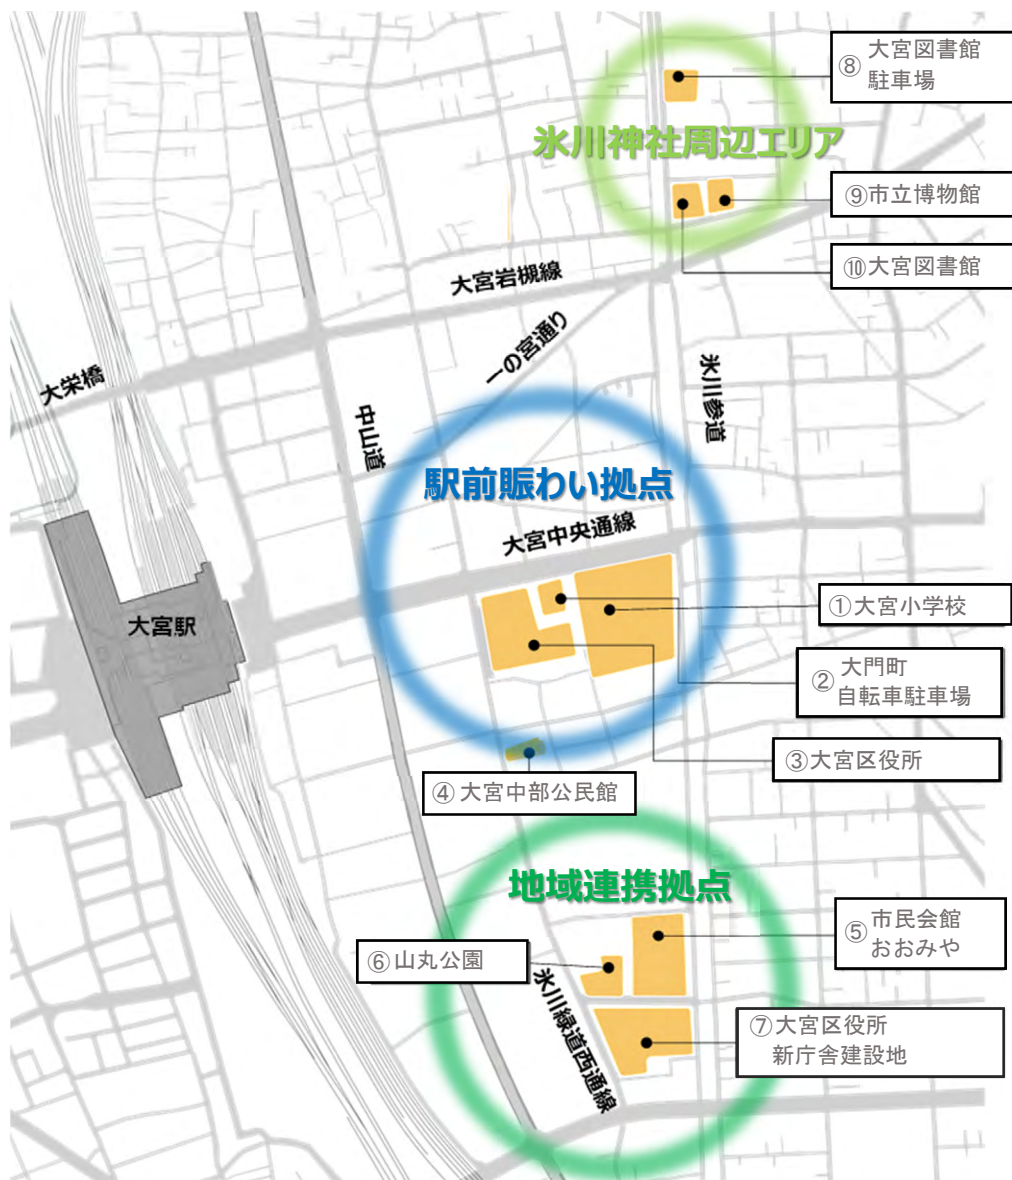 ⑧大宮図書館
駐車場
氷川神社周辺エリア
⑨市立博物館
⑩大宮図書館
大宮岩槻線
一の宮通り
大栄橋
氷川参道
中山道
駅前賑わい拠点
大宮中央通線
①大宮小学校
大宮駅
②大門町
自転車駐車場
③大宮区役所
④大宮中部公民館
地域連携拠点
⑤市民会館
おおみや
⑥山丸公園
氷川緑道西通線
⑦大宮区役所
新庁舎建設地